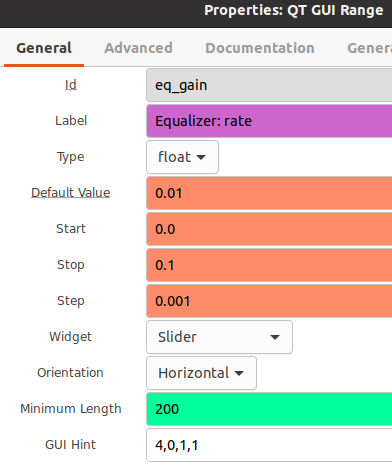 Properties: QT GUI Range
General Advanced Documentation
Id eq_gain
Label Equalizer: rate
Type float
Default Value 0.01
Start 0.0
Stop 0.1
Step 0.001
Widget Slider
Orientation Horizontal
Minimum Length 200
GUI Hint 4,0,1,1